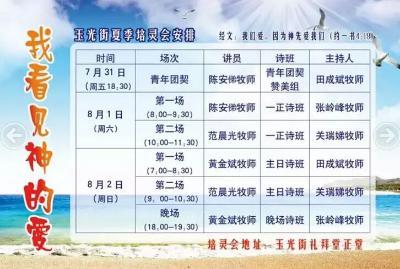 玉光街夏季培灵会安排
经文：我们爱，因为神先爱我们（约一书4:19）
我看见神的爱
时间 场次 讲员 诗班 主持人
7月31日 青年团契 陈安俤牧师 青年团契 田成斌牧师
（周五18,30） 赞美组
8月1日 第一场 陈安俤牧师 一正诗班 张岭峰牧师
（周六） (8,00–9,30)
第二场 范晨光牧师 一正诗班 关瑞娣牧师
(10,00–11,30)
8月2日 第一场 黄金斌牧师 主日诗班 田成斌牧师
（周日） (7,00–8,30)
第二场 范晨光牧师 主日诗班 关瑞娣牧师
(9，00–10,30)
晚场 黄金斌牧师 晚场诗班 张岭峰牧师
(18,00–19,30)
培灵会地址：玉光街礼拜堂正堂